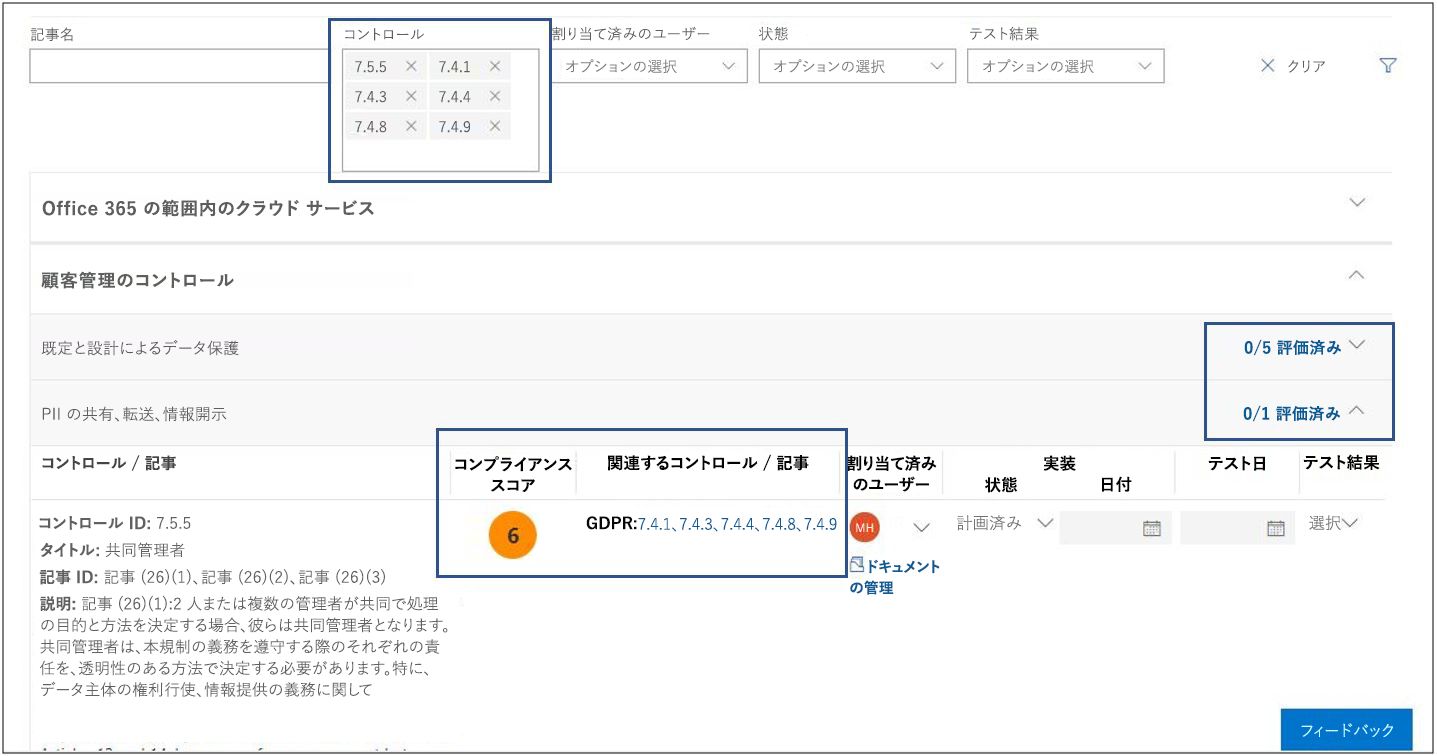 記事名
コントロール
割り当て済みのユーザー
状態
テスト結果
7.5.5 × 7.4.1 ×
オプションの選択
オプションの選択
オプションの選択
× クリア
7.4.3 × 7.4.4 ×
7.4.8 × 7.4.9 ×
Office 365 の範囲内のクラウド サービス
顧客管理のコントロール
既定と設計によるデータ保護
0/5 評価済み
PII の共有、転送、情報開示
0/1 評価済み
コントロール / 記事
コンプライアンス
スコア
関連するコントロール / 記事
割り当て済み
のユーザー
実装
状態
日付
テスト日
テスト結果
コントロール ID: 7.5.5
タイトル: 共同管理者
記事 ID: 記事 (26)(1)、記事 (26)(2)、記事 (26)(3)
説明: 記事 (26)(1):2 人または複数の管理者が共同で処理
の目的と方法を決定する場合、彼らは共同管理者となります。
共同管理者は、本規制の義務を遵守する際のそれぞれの責
任を、透明性のある方法で決定する必要があります。特に、
データ主体の権利行使、情報提供の義務に関して
6
GDPR:7.4.1、7.4.3、7.4.4、7.4.8、7.4.9
MH
ドキュメント
の管理
計画済み
選択
フィードバック